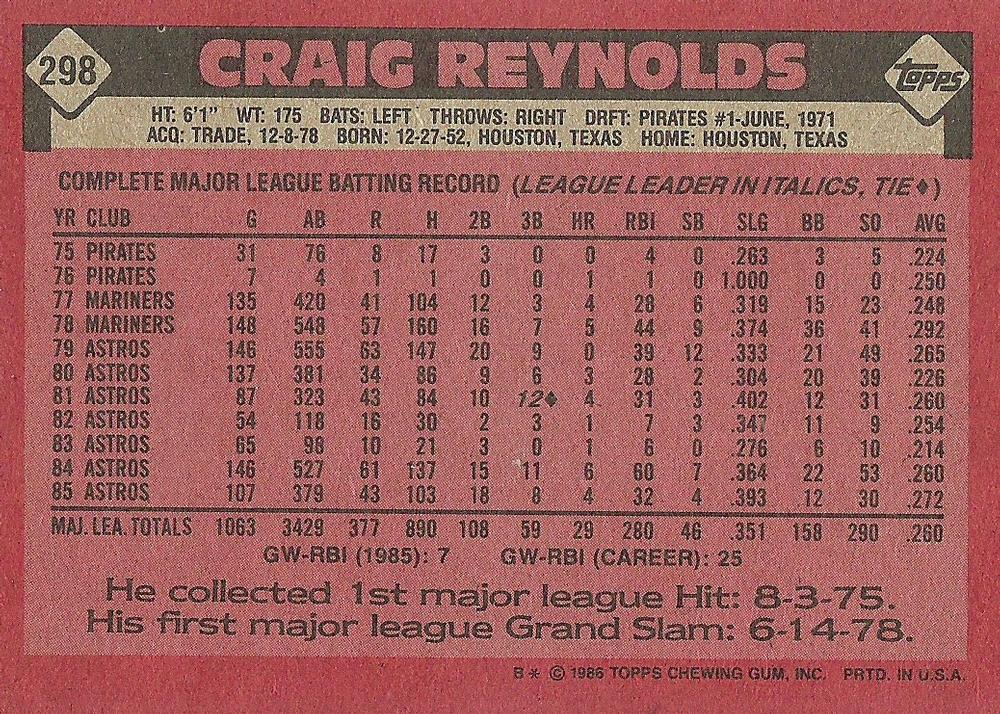 298 CRAIG REYNOLDS TOPPS
HT: 6'1" WT: 175 BATS: LEFT THROWS: RIGHT DRFT: PIRATES #1-JUNE, 1971
ACQ: TRADE, 12-8-78 BORN: 12-27-52, HOUSTON, TEXAS HOME: HOUSTON, TEXAS
COMPLETE MAJOR LEAGUE BATTING RECORD (LEAGUE LEADER IN ITALICS, TIE♦)
YR CLUB G AB R H 2B 3B HR RBI SB SLG BB SO AVG
75 PIRATES 31 76 8 17 3 0 0 4 0 .263 3 5 .224
76 PIRATES 7 4 1 1 0 0 1 1 0 1.000 0 0 .250
77 MARINERS 135 420 41 104 12 3 4 28 6 .319 15 23 .248
78 MARINERS 148 548 57 160 16 7 5 44 9 .374 36 41 .292
79 ASTROS 146 555 63 147 20 9 0 39 12 .333 21 49 .265
80 ASTROS 137 381 34 86 9 6 3 28 2 .304 20 39 .226
81 ASTROS 87 323 43 84 10 12♦ 4 31 3 .402 12 31 .260
82 ASTROS 54 118 16 30 2 3 1 7 3 .347 11 9 .254
83 ASTROS 65 98 10 21 3 0 1 6 0 .276 6 10 .214
84 ASTROS 146 527 61 137 15 11 6 60 7 .364 22 53 .260
85 ASTROS 107 379 43 103 18 8 4 32 4 .393 12 30 .272
MAJ. LEA. TOTALS 1063 3429 377 890 108 59 29 280 46 .351 158 290 .260
GW-RBI (1985): 7 GW-RBI (CAREER): 25
He collected 1st major league Hit: 8-3-75.
His first major league Grand Slam: 6-14-78.
B* © 1986 TOPPS CHEWING GUM, INC. PRTD. IN U.S.A.